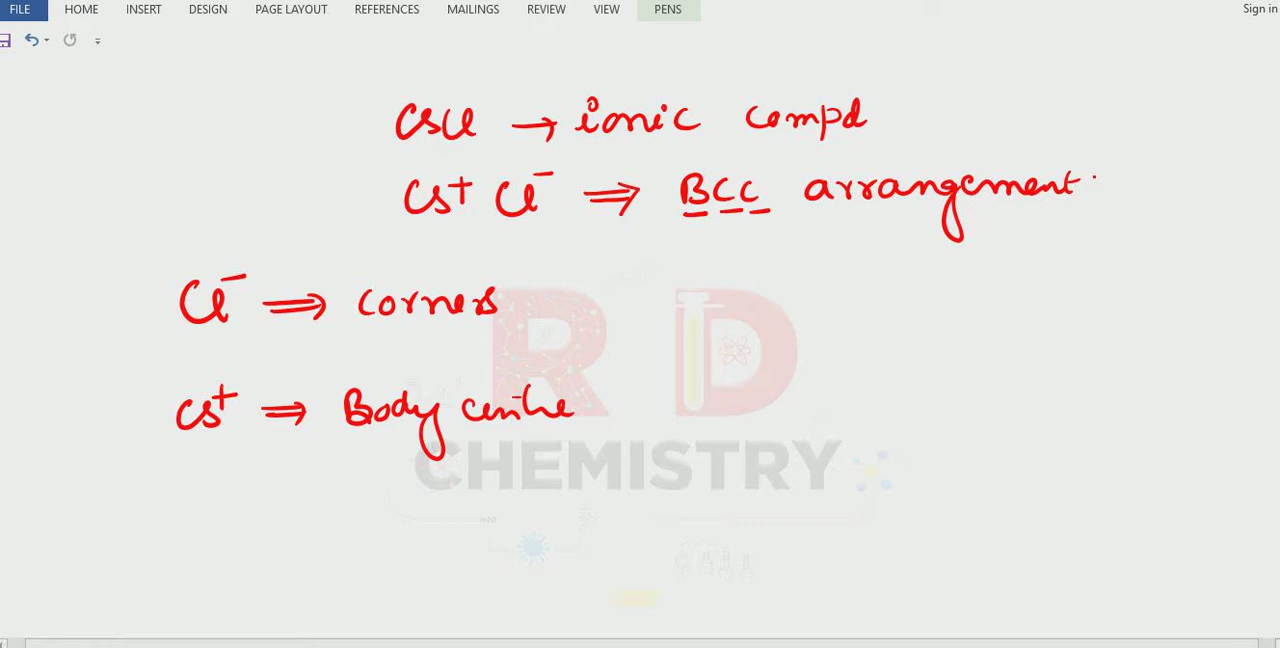 FILE HOME INSERT DESIGN PAGE LAYOUT REFERENCES MAILINGS REVIEW VIEW PENS Sign in
CsCl → ionic compd
Cs⁺ Cl⁻ ⇒ BCC arrangement.
Cl⁻ ⇒ corners
Cs⁺ ⇒ Body centre
RD
CHEMISTRY